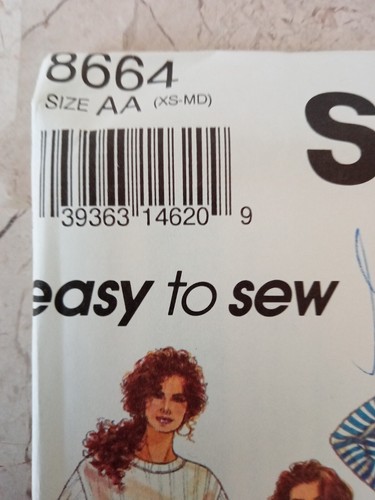 8664
SIZE AA (XS-MD)
S
39363 14620 9
easy to sew